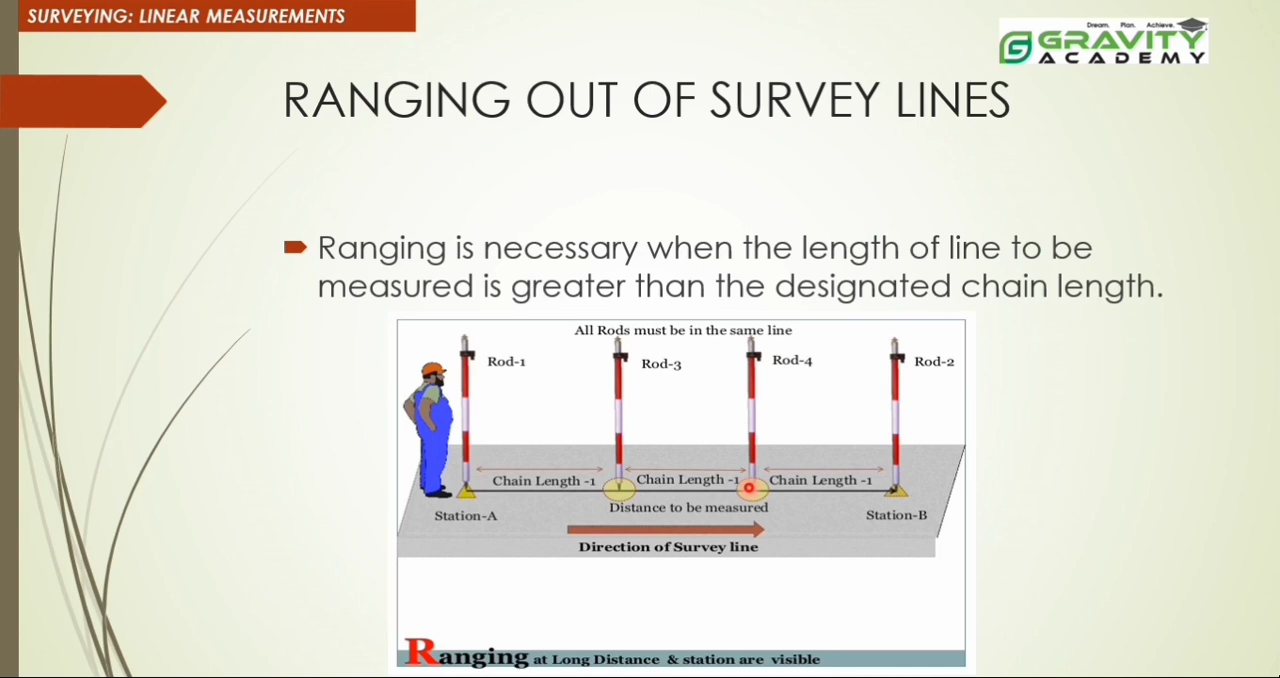 SURVEYING: LINEAR MEASUREMENTS
Dream. Plan. Achieve.
GRAVITY
ACADEMY
RANGING OUT OF SURVEY LINES
Ranging is necessary when the length of line to be
measured is greater than the designated chain length.
All Rods must be in the same line
Rod-1
Rod-3
Rod-4
Rod-2
Chain Length -1
Chain Length -1
Chain Length -1
Distance to be measured
Station-A
Station-B
Direction of Survey line
Ranging at Long Distance & station are visible